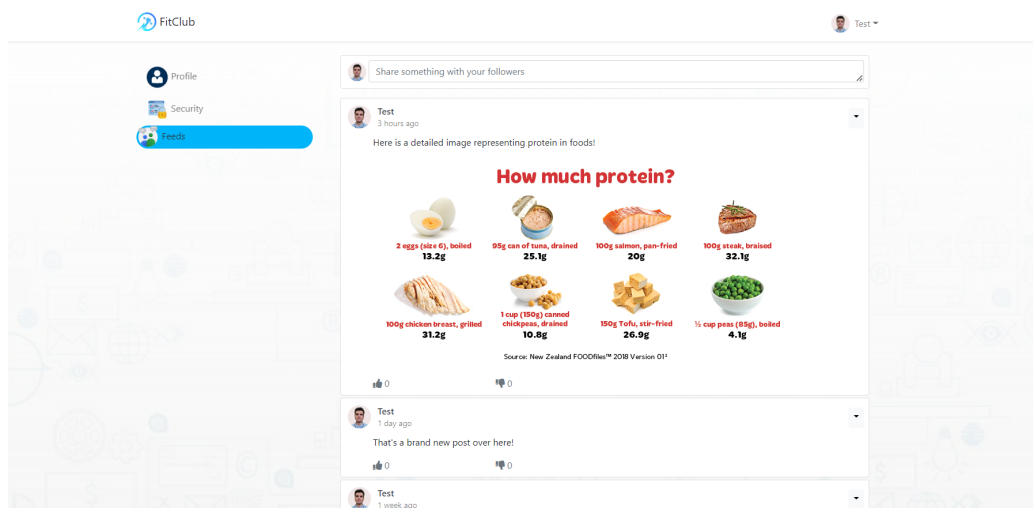 FitClub
Test
Profile
Security
Feeds
Share something with your followers
Test
3 hours ago
Here is a detailed image representing protein in foods!
How much protein?
2 eggs (size 6), boiled
13.2g
95g can of tuna, drained
25.1g
100g salmon, pan-fried
20g
100g steak, braised
32.1g
100g chicken breast, grilled
31.2g
1 cup (150g) canned
chickpeas, drained
10.8g
150g Tofu, stir-fried
26.9g
½ cup peas (85g), boiled
4.1g
Source: New Zealand FOODfiles™ 2018 Version 01²
0
0
Test
1 day ago
That's a brand new post over here!
0
0
Test
1 week ago